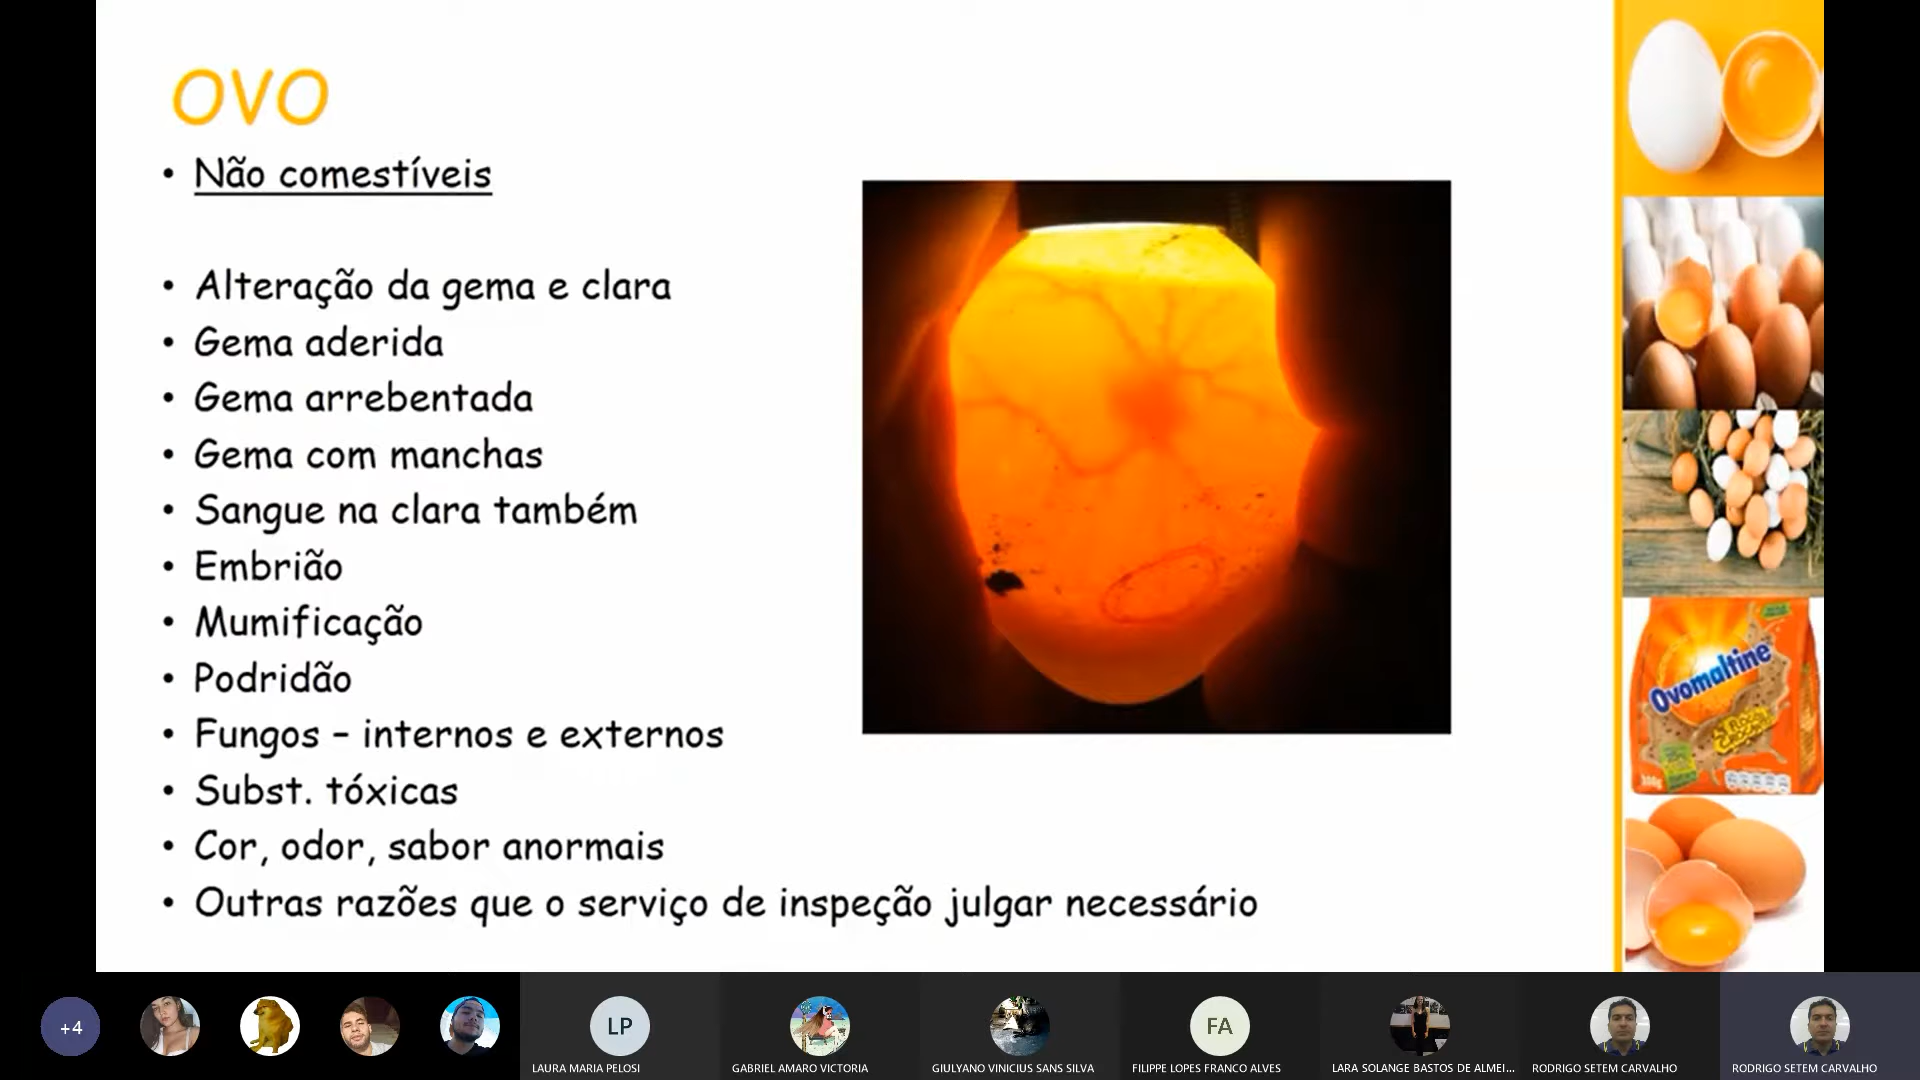 OVO
• Não comestíveis
• Alteração da gema e clara
• Gema aderida
• Gema arrebentada
• Gema com manchas
• Sangue na clara também
• Embrião
• Mumificação
• Podridão
• Fungos – internos e externos
• Subst. tóxicas
• Cor, odor, sabor anormais
• Outras razões que o serviço de inspeção julgar necessário
Ovomaltine
+4
LP
FA
LAURA MARIA PELOSI
GABRIEL AMARO VICTORIA
GIULYANO VINICIUS SANS SILVA
FILIPPE LOPES FRANCO ALVES
LARA SOLANGE BASTOS DE ALMEI...
RODRIGO SETEM CARVALHO
RODRIGO SETEM CARVALHO